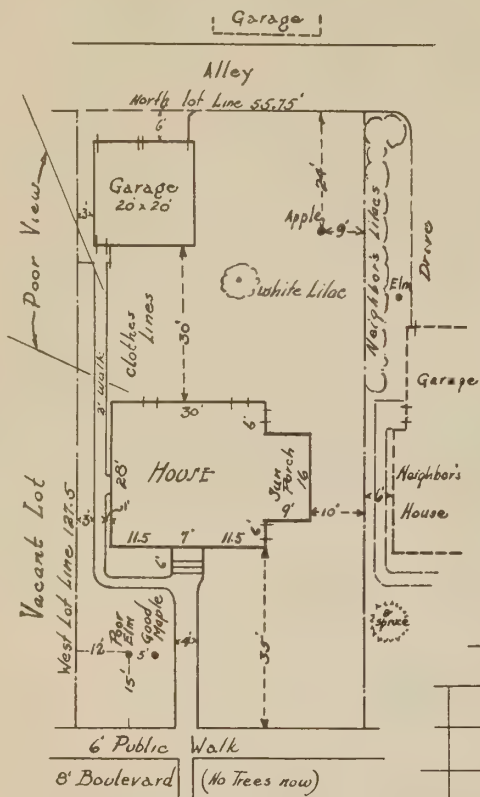 Garage
Alley
North lot Line 55.75'
6'
Garage
20' x 20'
3'
Poor View
24'
Apple
9'
Neighbors Lilacs
Drive
Elm
White Lilac
Clothes Lines
30'
2' Walk
Garage
30'
6'
HOUSE
28'
Sun Porch
16
9'
10'
6'
Neighbor's
House
Vacant Lot
West Lot Line 127.5
3'
11.5
7'
11.5
6'
6'
8' Spruce
12'
Poor Elm
5'
Good Maple
15'
4'
35'
6' Public Walk
8' Boulevard (No Trees now)